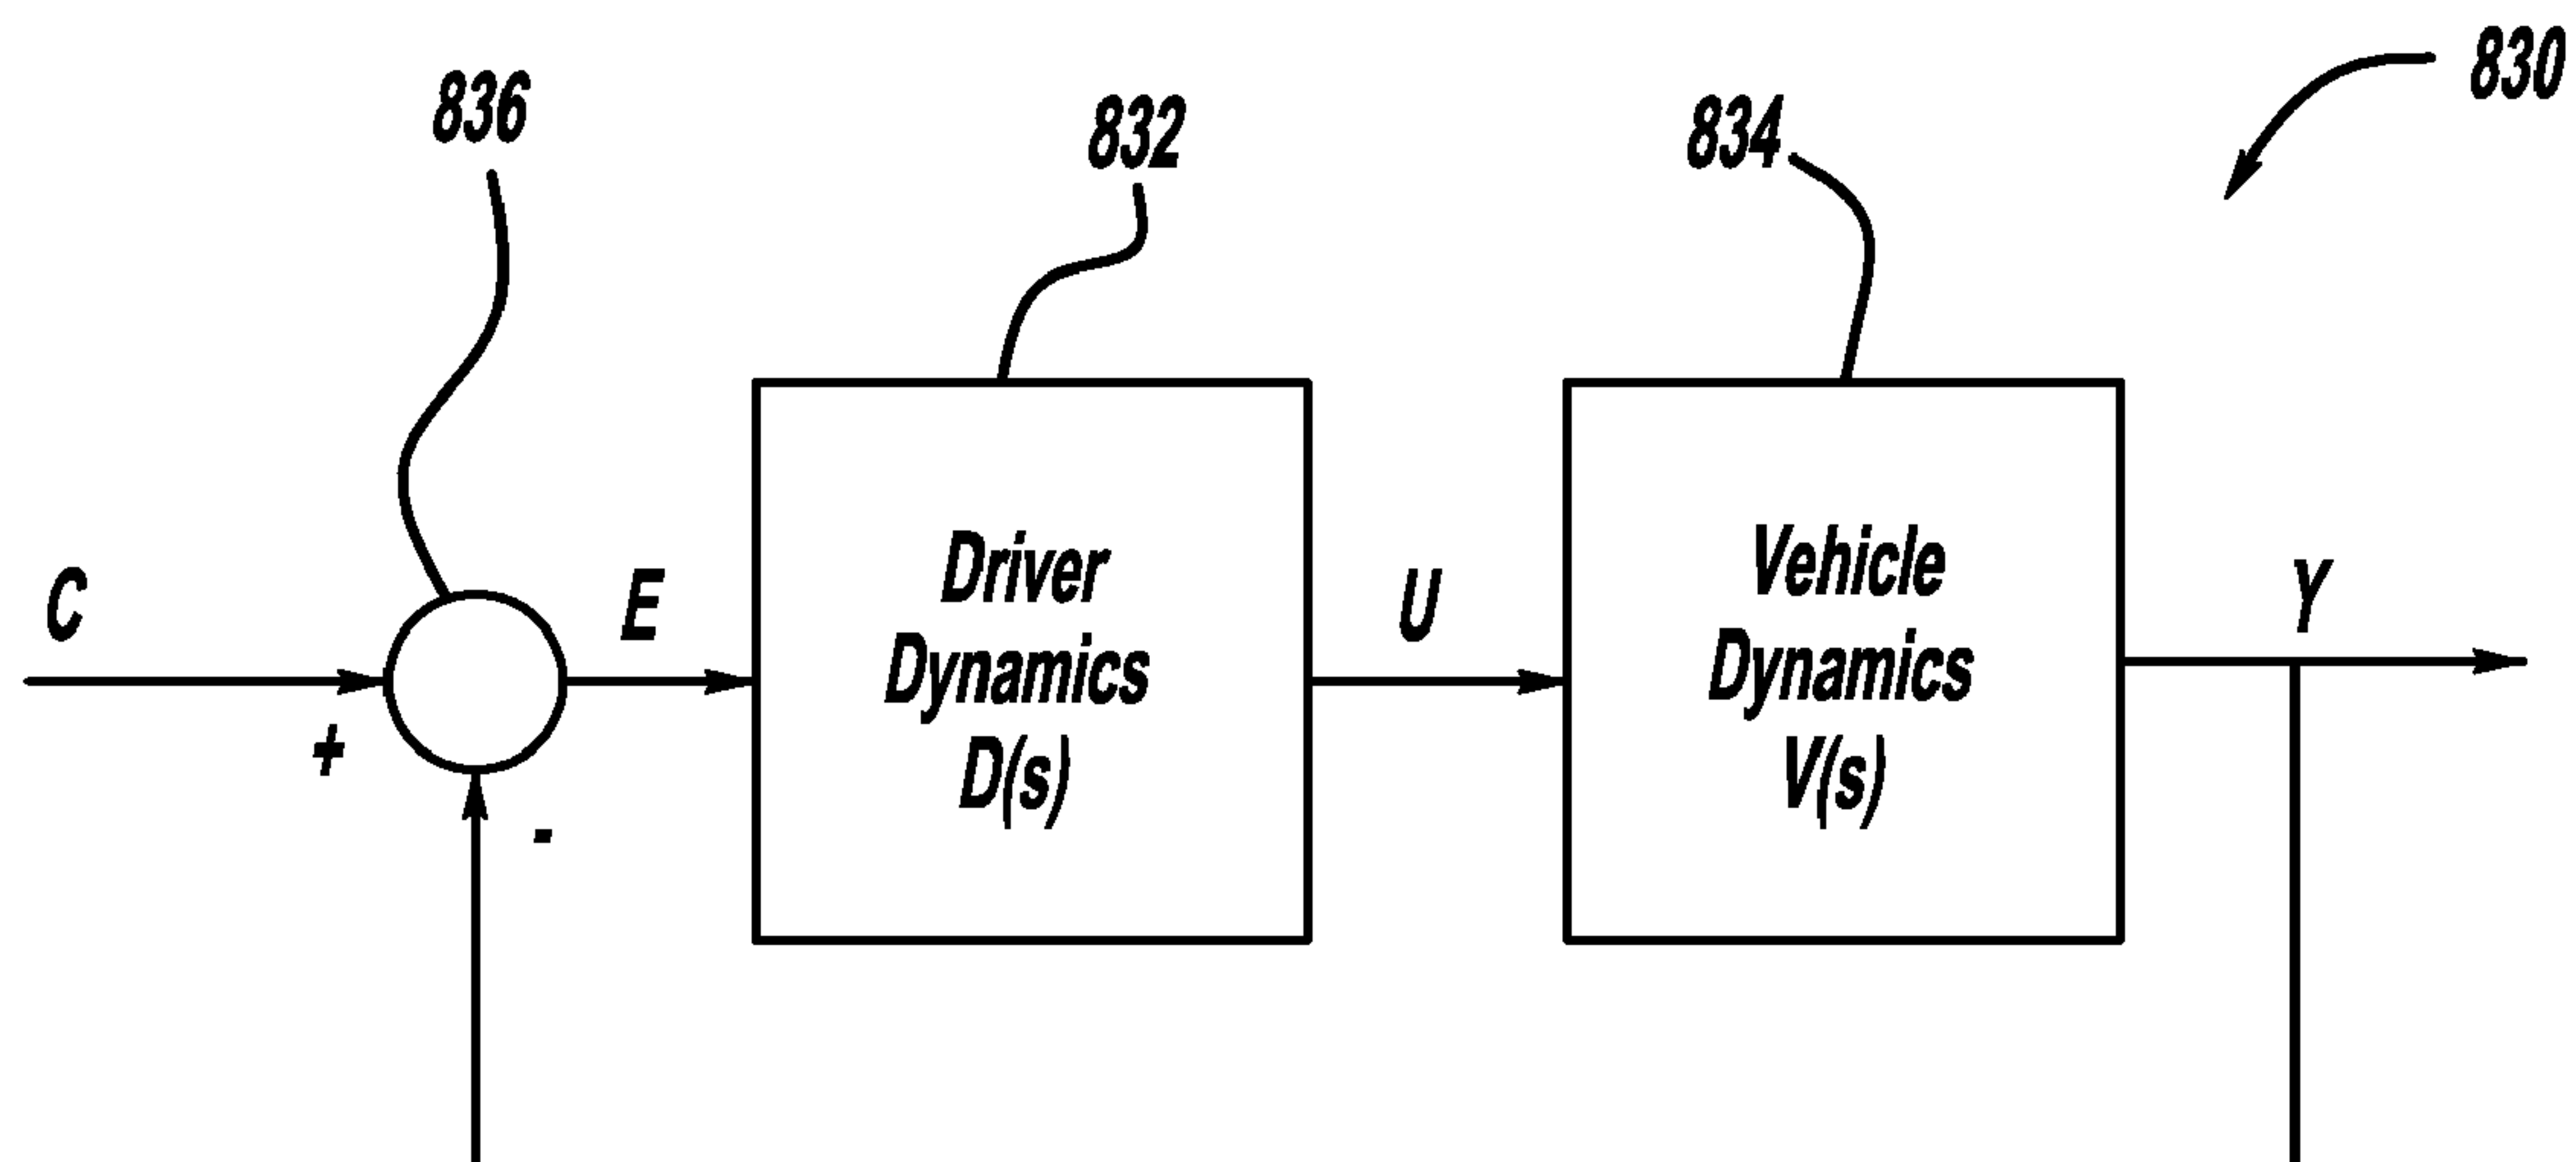 830
836
832
834
C
E
U
Y
+
-
Driver
Dynamics
D(s)
Vehicle
Dynamics
V(s)